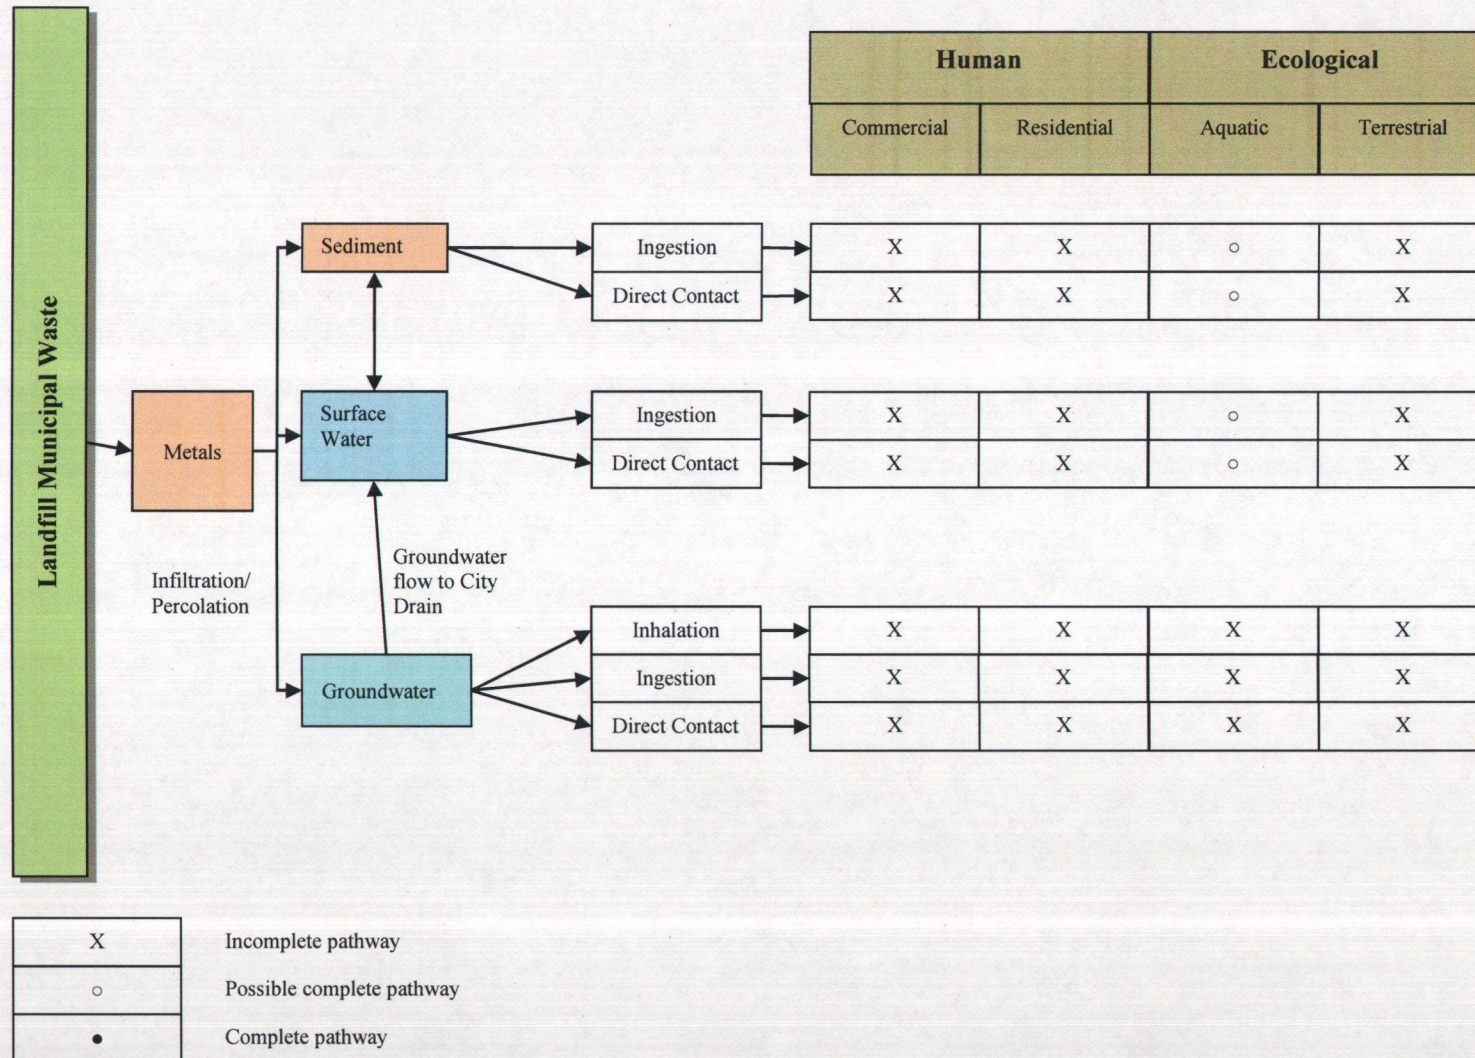 Human
Ecological
Commercial
Residential
Aquatic
Terrestrial
Landfill Municipal Waste
Metals
Infiltration/
Percolation
Sediment
Surface
Water
Groundwater
flow to City
Drain
Groundwater
Ingestion X X ○ X
Direct Contact X X ○ X
Ingestion X X ○ X
Direct Contact X X ○ X
Inhalation X X X X
Ingestion X X X X
Direct Contact X X X X
X Incomplete pathway
○ Possible complete pathway
● Complete pathway